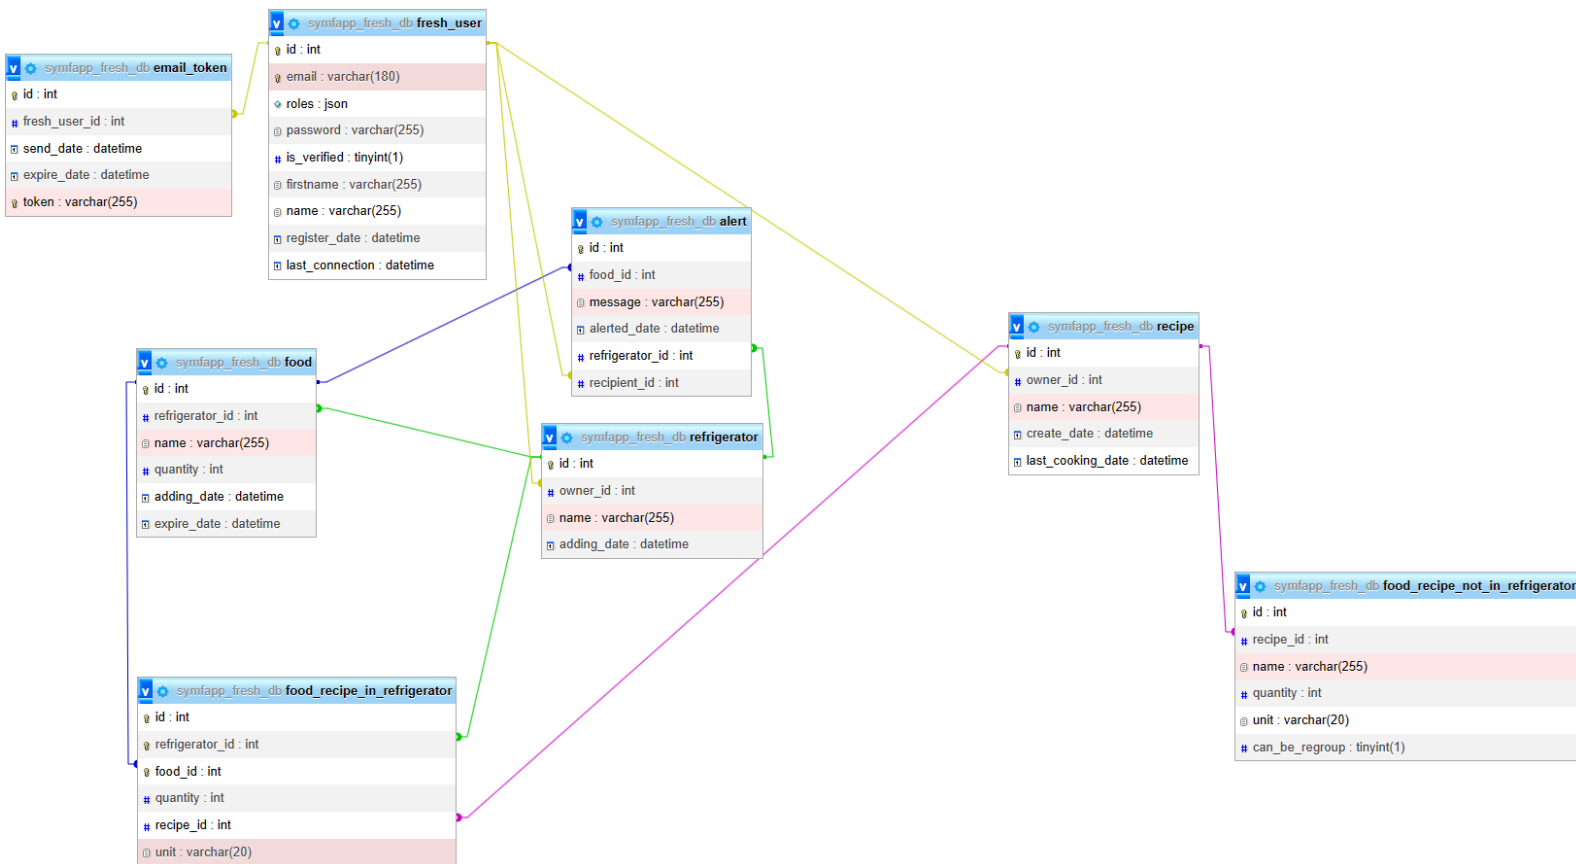 symfapp_fresh_db fresh_user
id : int
email : varchar(180)
roles : json
password : varchar(255)
is_verified : tinyint(1)
firstname : varchar(255)
name : varchar(255)
register_date : datetime
last_connection : datetime
symfapp_fresh_db email_token
id : int
fresh_user_id : int
send_date : datetime
expire_date : datetime
token : varchar(255)
symfapp_fresh_db alert
id : int
food_id : int
message : varchar(255)
alerted_date : datetime
refrigerator_id : int
recipient_id : int
symfapp_fresh_db recipe
id : int
owner_id : int
name : varchar(255)
create_date : datetime
last_cooking_date : datetime
symfapp_fresh_db food
id : int
refrigerator_id : int
name : varchar(255)
quantity : int
adding_date : datetime
expire_date : datetime
symfapp_fresh_db refrigerator
id : int
owner_id : int
name : varchar(255)
adding_date : datetime
symfapp_fresh_db food_recipe_not_in_refrigerator
id : int
recipe_id : int
name : varchar(255)
quantity : int
unit : varchar(20)
can_be_regroup : tinyint(1)
symfapp_fresh_db food_recipe_in_refrigerator
id : int
refrigerator_id : int
food_id : int
quantity : int
recipe_id : int
unit : varchar(20)